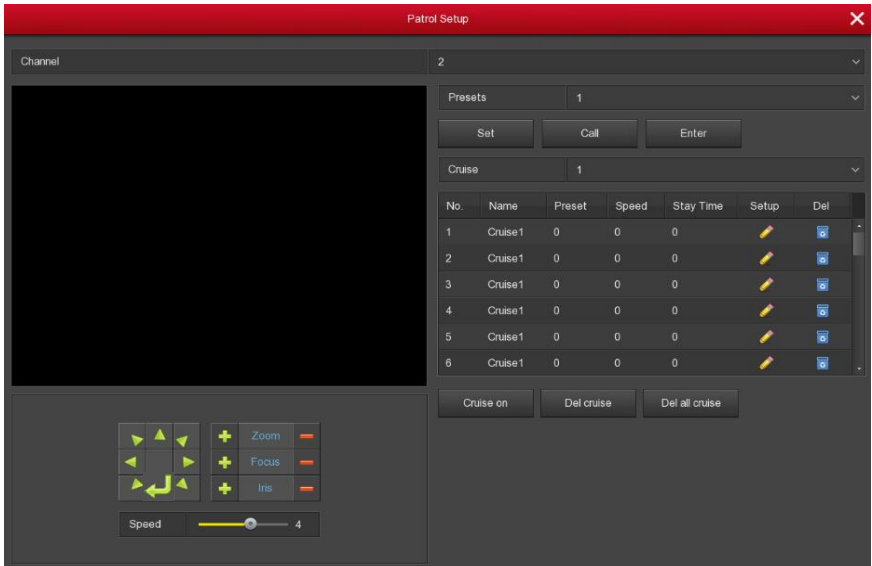 Patrol Setup
Channel 2
Presets 1
Set Call Enter
Cruise 1
No. Name Preset Speed Stay Time Setup Del
1 Cruise1 0 0 0
2 Cruise1 0 0 0
3 Cruise1 0 0 0
4 Cruise1 0 0 0
5 Cruise1 0 0 0
6 Cruise1 0 0 0
Cruise on Del cruise Del all cruise
Zoom
Focus
Iris
Speed 4